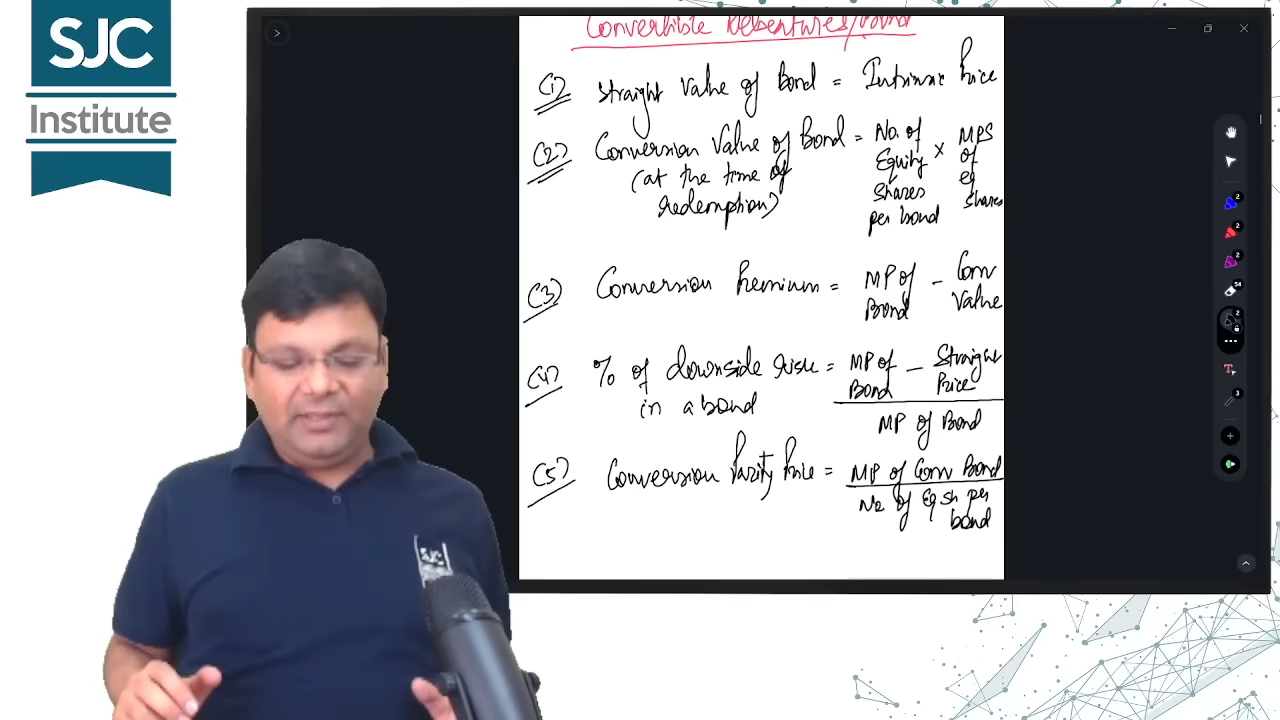 SJC
Institute
Convertible Debentures/Bond
(1) Straight Value of Bond = Intrinsic Price
(2) Conversion Value of Bond = No. of Equity shares per bond × MPS of eq shares
(at the time of redemption)
(3) Conversion Premium = MP of Bond - Conv Value
(4) % of downside risk in a bond = MP of Bond - Straight Price
MP of Bond
(5) Conversion Parity Price = MP of Conv Bond
No. of Eq sh per bond
SJC